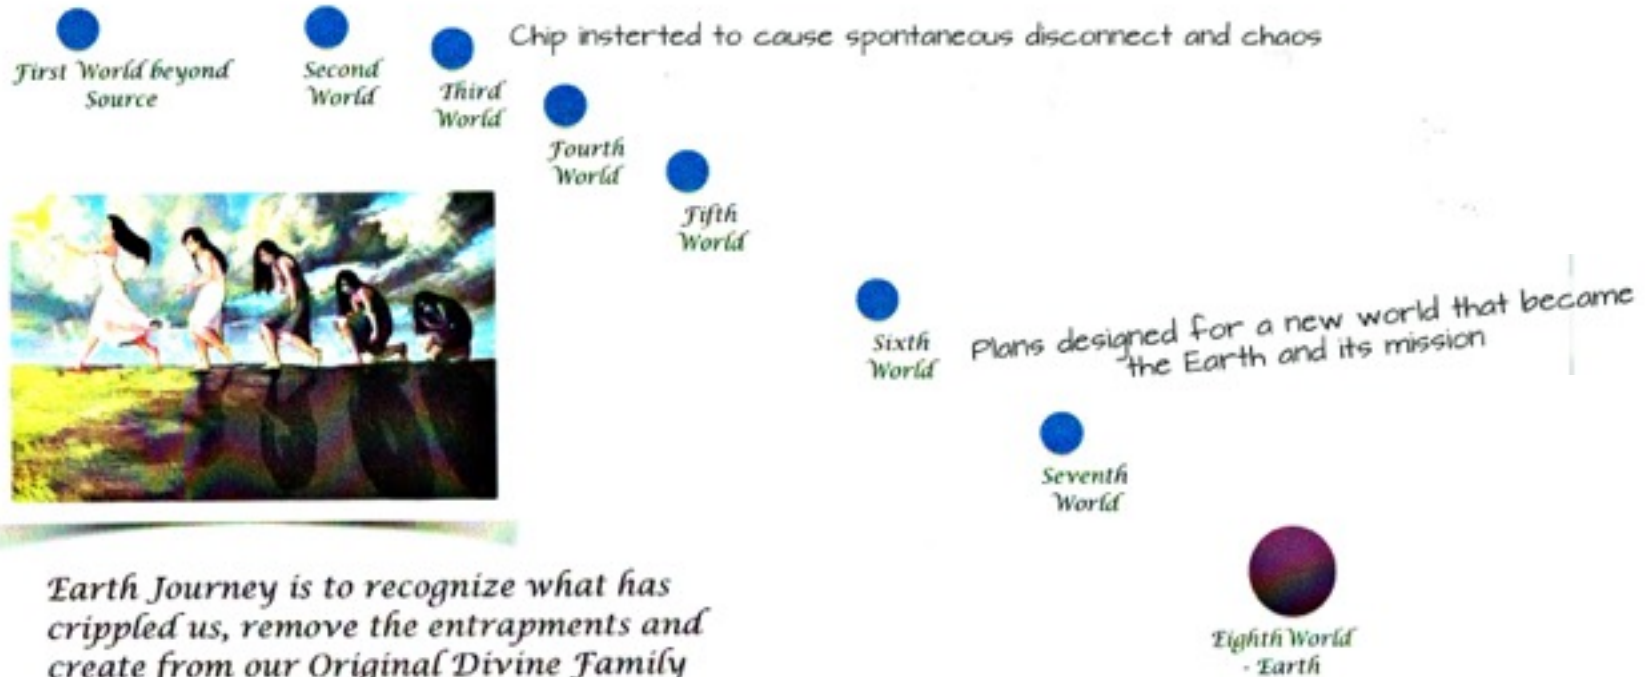 First World beyond
Source
Second
World
Third
World
Chip insterted to cause spontaneous disconnect and chaos
Fourth
World
Fifth
World
Sixth
World
Plans designed for a new world that became
the Earth and its mission
Seventh
World
Eighth World
- Earth
Earth Journey is to recognize what has
crippled us, remove the entrapments and
create from our Original Divine Family